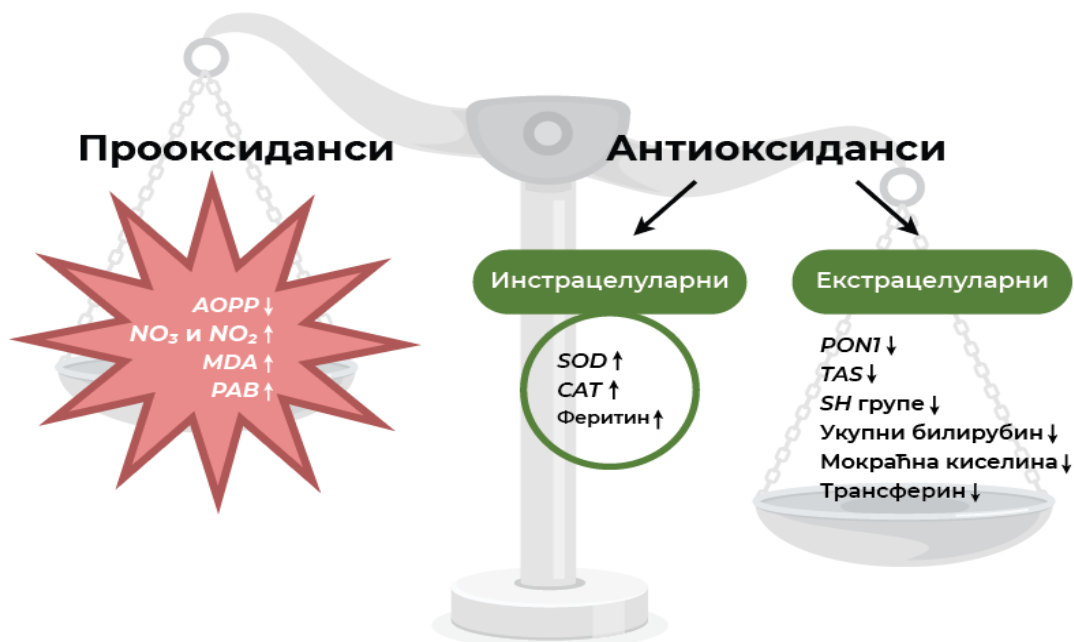 Прооксиданси
AOPP ↓
NO₃ и NO₂ ↑
MDA ↑
PAB ↑
Антиоксиданси
Инстрацелуларни
SOD ↑
CAT ↑
Феритин ↑
Екстрацелуларни
PON1 ↓
TAS ↓
SH групе ↓
Укупни билирубин ↓
Мокраћна киселина ↓
Трансферин ↓